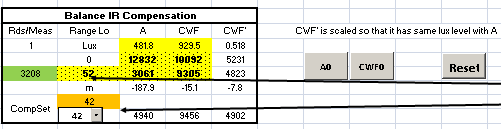 Balance IR Compensation
Rds/Meas Range Lo A CWF CWF'
1 Lux 481.8 929.5 0.518
0 12832 10092 5231
3208 52 3061 9305 4823
m -187.9 -15.1 -7.8
CompSet 42
42 4940 9456 4902
CWF' is scaled so that it has same lux level with A
A0 CWF0 Reset